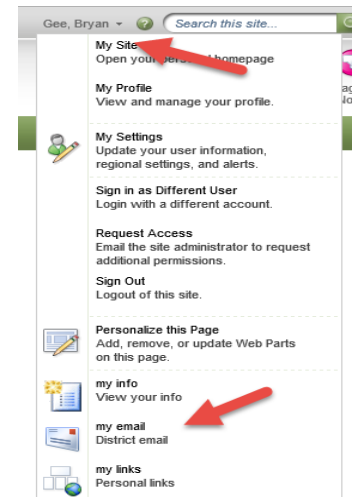 Gee, Bryan
Search this site...
My Site
Open your personal homepage
My Profile
View and manage your profile.
My Settings
Update your user information,
regional settings, and alerts.
Sign in as Different User
Login with a different account.
Request Access
Email the site administrator to request
additional permissions.
Sign Out
Logout of this site.
Personalize this Page
Add, remove, or update Web Parts
on this page.
my info
View your info
my email
District email
my links
Personal links